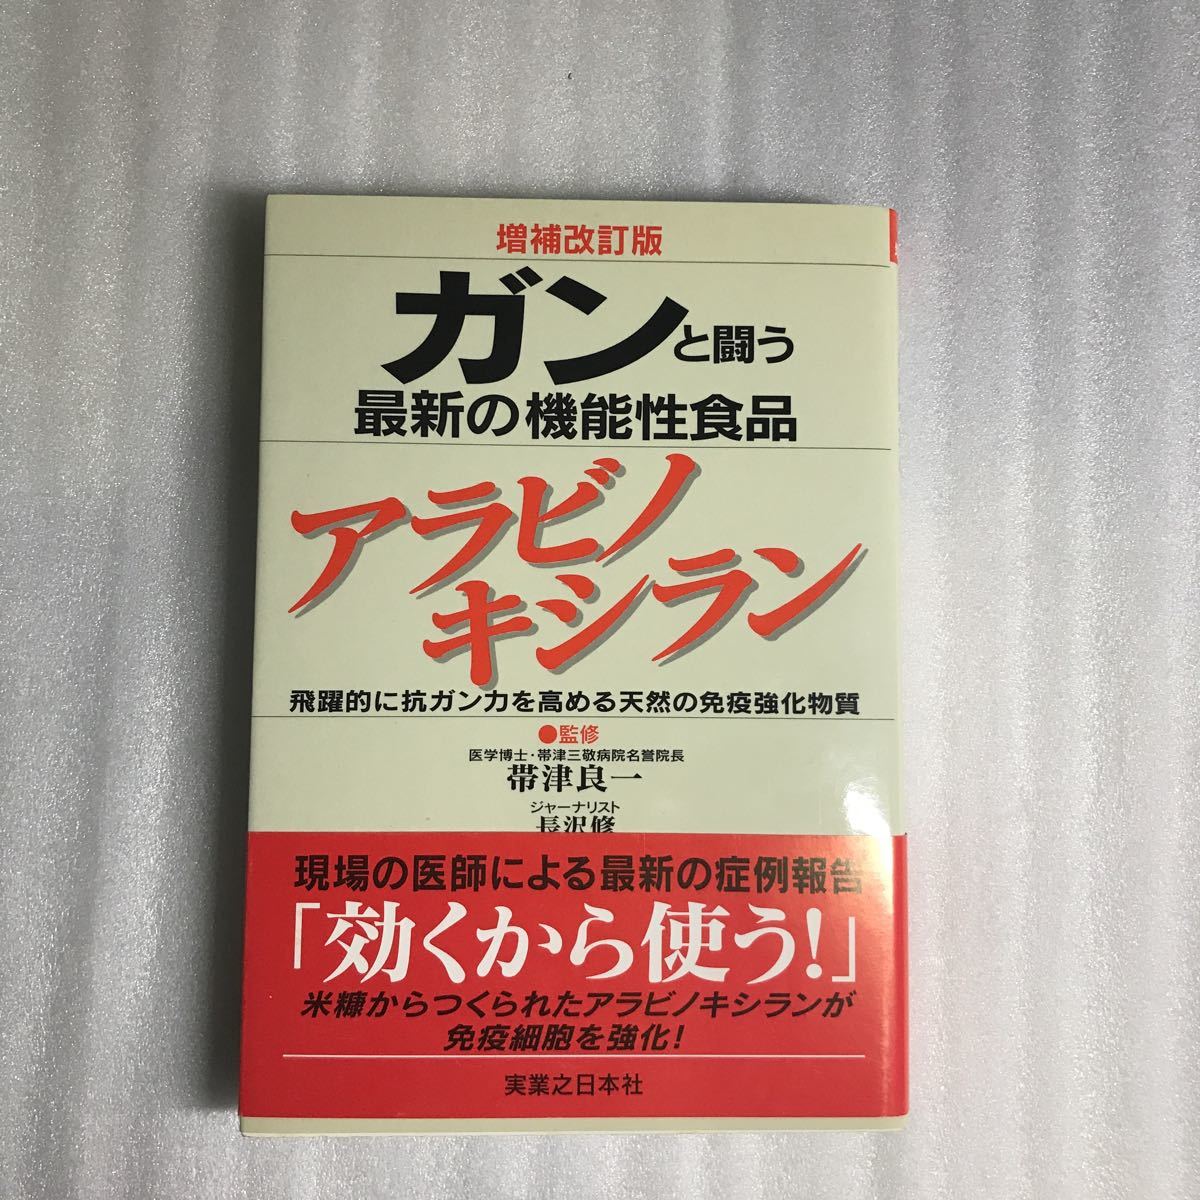 増補改訂版
ガンと闘う
最新の機能性食品
アラビノ
キシラン
飛躍的に抗ガン力を高める天然の免疫強化物質
●監修
医学博士・帯津三敬病院名誉院長
帯津良一
ジャーナリスト
長沢修
現場の医師による最新の症例報告
「効くから使う!」
米糠からつくられたアラビノキシランが
免疫細胞を強化!
実業之日本社